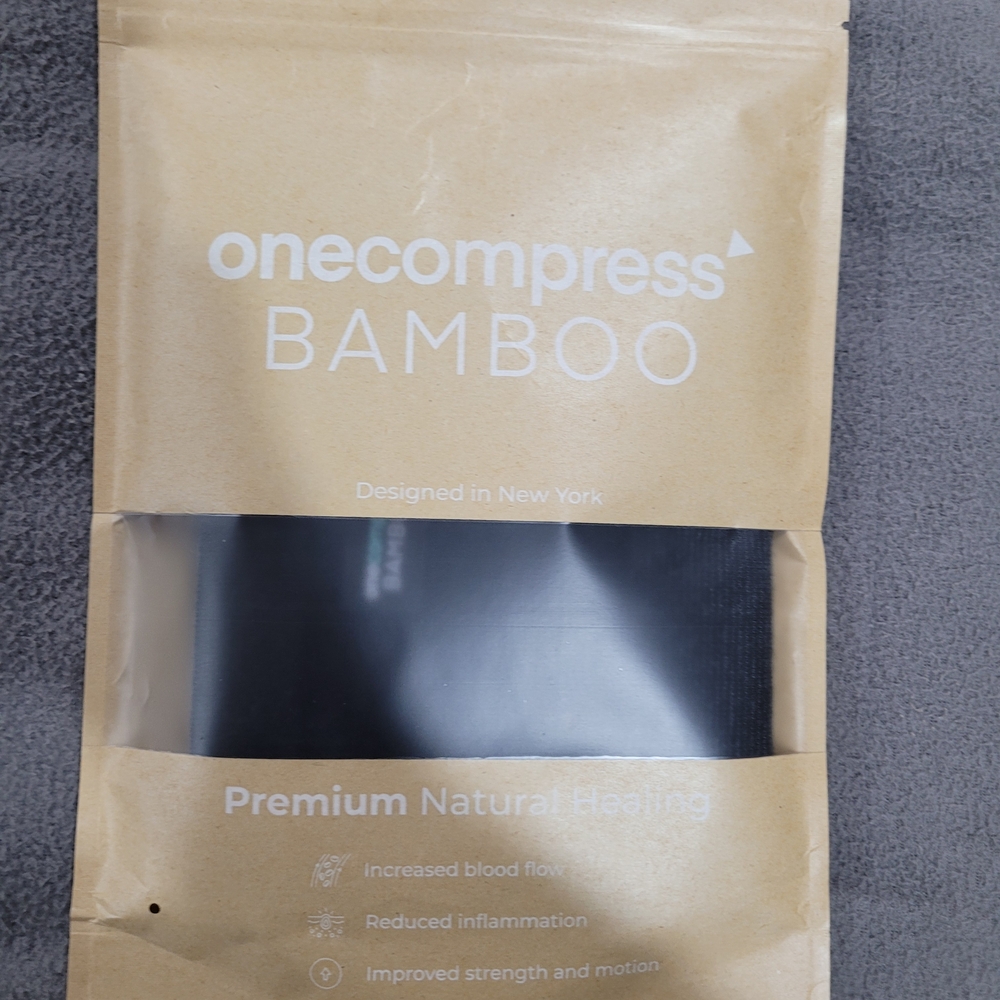 onecompress
BAMBOO
Designed in New York
Premium Natural Healing
Increased blood flow
Reduced inflammation
Improved strength and motion